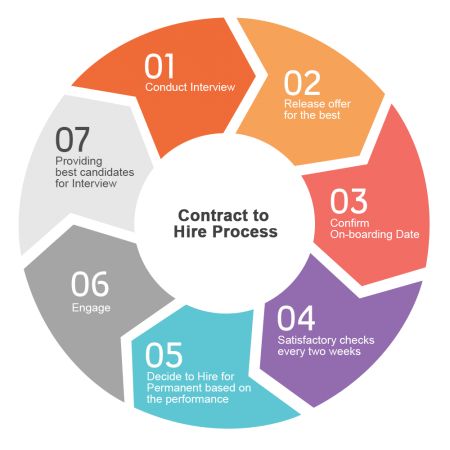 Contract to
Hire Process
01
Conduct Interview
02
Release offer
for the best
03
Confirm
On-boarding Date
04
Satisfactory checks
every two weeks
05
Decide to Hire for
Permanent based on
the performance
06
Engage
07
Providing
best candidates
for Interview